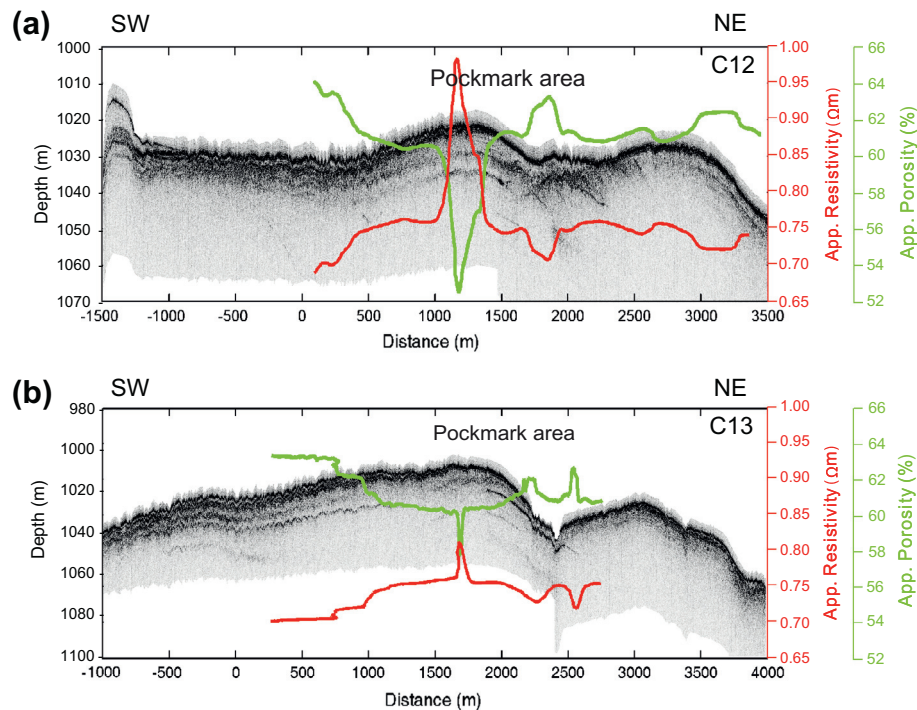 (a)
SW
NE
1000
1010
1020
1030
1040
1050
1060
1070
Depth (m)
Pockmark area
C12
1.00
0.95
0.90
0.85
0.80
0.75
0.70
0.65
App. Resistivity (Ωm)
66
64
62
60
58
56
54
52
App. Porosity (%)
-1500 -1000 -500 0 500 1000 1500 2000 2500 3000 3500
Distance (m)
(b)
SW
NE
980
1000
1020
1040
1060
1080
1100
Depth (m)
Pockmark area
C13
1.00
0.95
0.90
0.85
0.80
0.75
0.70
0.65
App. Resistivity (Ωm)
66
64
62
60
58
56
54
52
App. Porosity (%)
-1000 -500 0 500 1000 1500 2000 2500 3000 3500 4000
Distance (m)